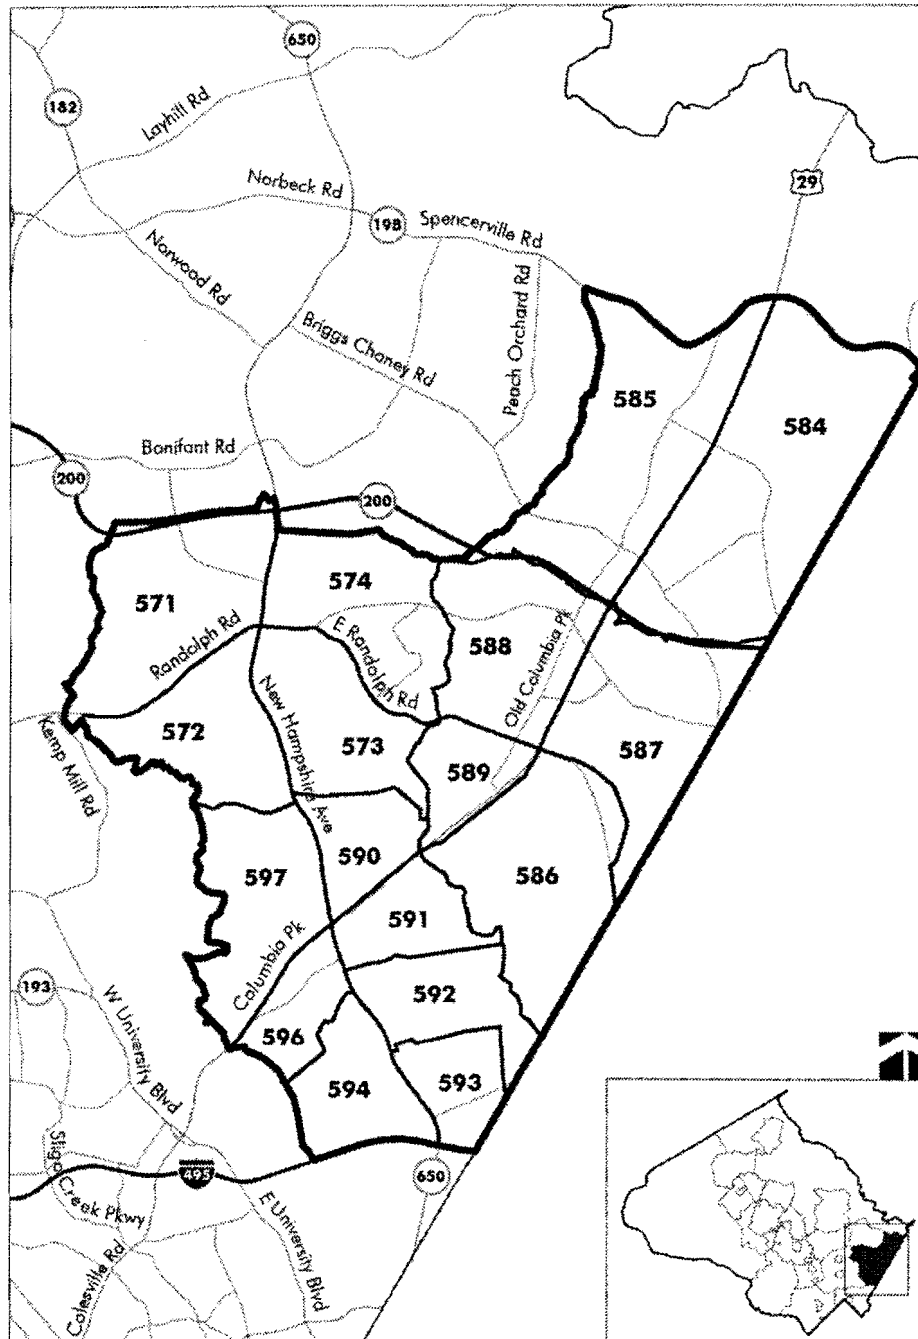 650
182
Layhill Rd
Norbeck Rd
29
198
Spencerville Rd
Norwood Rd
Peach Orchard Rd
Briggs Chaney Rd
585
584
Bonifant Rd
200
200
571
574
Randolph Rd
E Randolph Rd
588
Old Columbia Pk
Kemp Mill Rd
572
New Hampshire Ave
573
589
587
597
590
586
591
Columbia Pk
193
592
W University Blvd
596
594
593
Sligo Creek Pkwy
495
650
E University Blvd
Colesville Rd